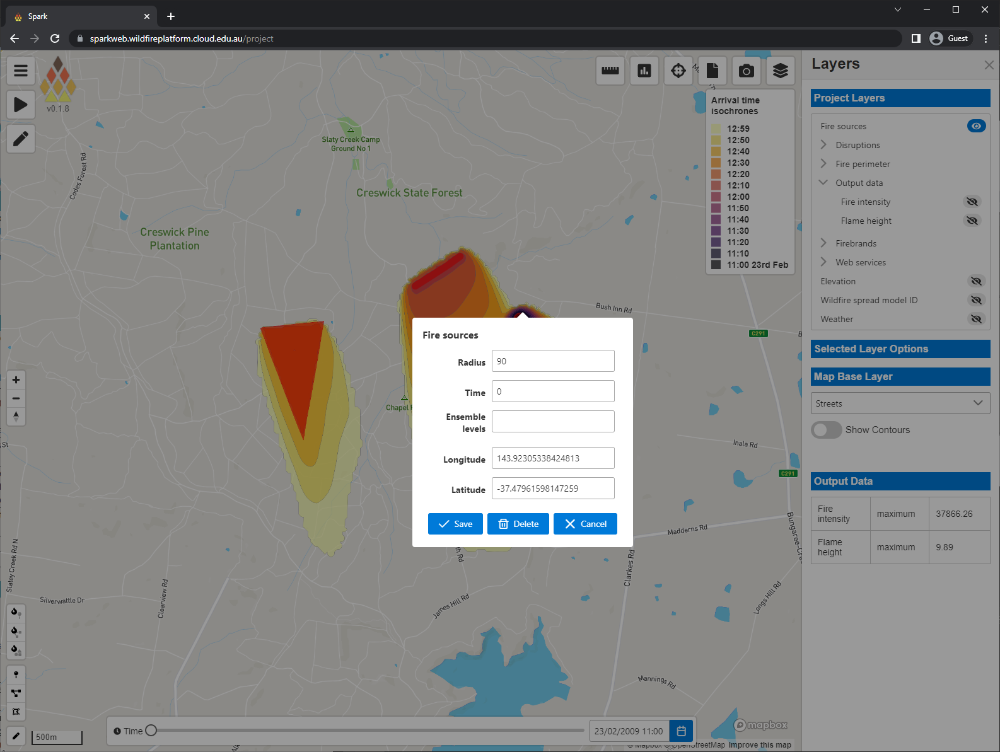 Spark
sparkweb.wildfireplatform.cloud.edu.au/project
Guest
v0.1.8
Slaty Creek Camp
Ground No 1
Codes Forest Rd
Creswick State Forest
Creswick Pine
Plantation
Arrival time
isochrones
12:59
12:50
12:40
12:30
12:20
12:10
12:00
11:50
11:40
11:30
11:20
11:10
11:00 23rd Feb
Bush Inn Rd
C291
Chapel
St
Inala Rd
C291
Madderns Rd
Clarkes Rd
Longs Hill Rd
Slatey Creek Rd N
Silverwattle Dr
Clearview Rd
James Hill Rd
Mannings Rd
Fire sources
Radius
90
Time
0
Ensemble
levels
Longitude
143.92305338424813
Latitude
-37.47961598147259
Save
Delete
Cancel
500m
Time
23/02/2009 11:00
mapbox
© Mapbox © OpenStreetMap Improve this map
Layers
Project Layers
Fire sources
Disruptions
Fire perimeter
Output data
Fire intensity
Flame height
Firebrands
Web services
Elevation
Wildfire spread model ID
Weather
Selected Layer Options
Map Base Layer
Streets
Show Contours
Output Data
Fire
intensity
maximum
37866.26
Flame
height
maximum
9.89